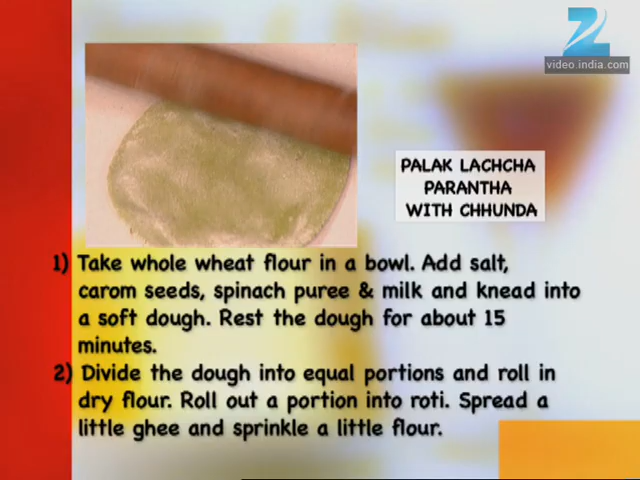 Z
video.india.com
PALAK LACHCHA
PARANTHA
WITH CHHUNDA
1) Take whole wheat flour in a bowl. Add salt,
carom seeds, spinach puree & milk and knead into
a soft dough. Rest the dough for about 15
minutes.
2) Divide the dough into equal portions and roll in
dry flour. Roll out a portion into roti. Spread a
little ghee and sprinkle a little flour.